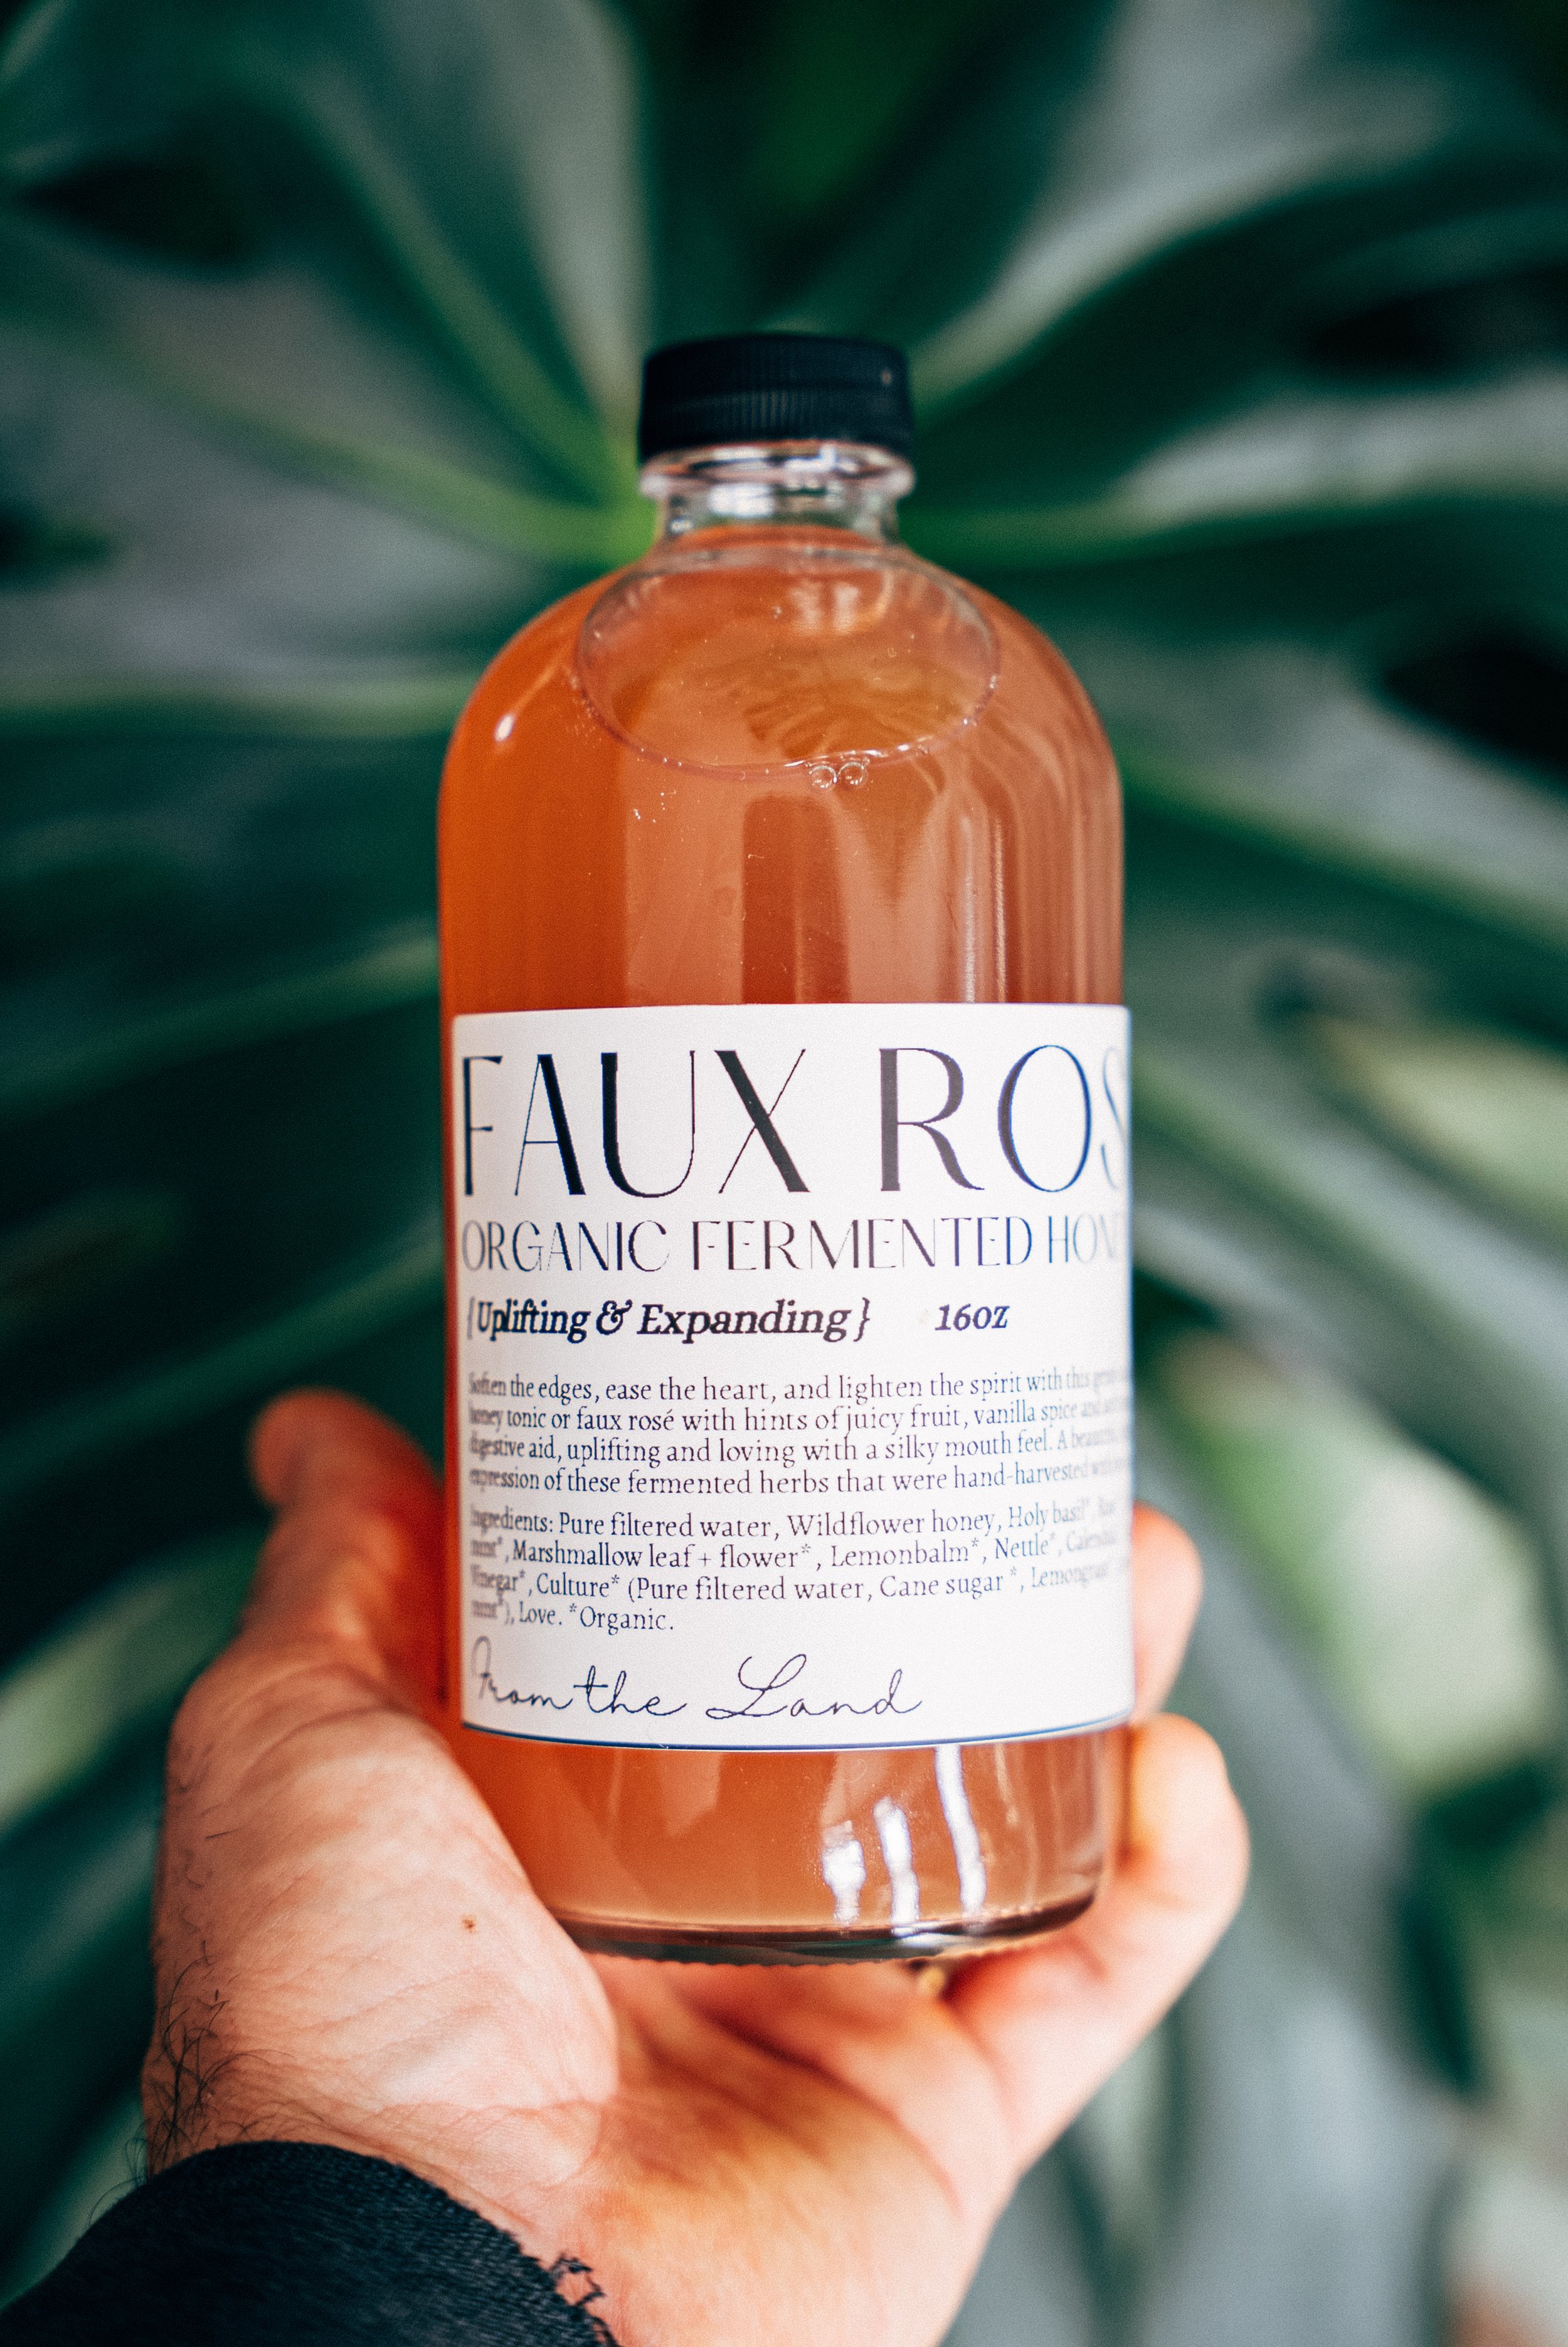 FAUX ROS
ORGANIC FERMENTED HON
{Uplifting & Expanding} 16oz
Soften the edges, ease the heart, and lighten the spirit with this
honey tonic or faux rosé with hints of juicy fruit, vanilla spice and
digestive aid, uplifting and loving with a silky mouth feel. A
expression of these fermented herbs that were hand-harvested
Ingredients: Pure filtered water, Wildflower honey, Holy basil*,
mint*, Marshmallow leaf + flower*, Lemonbalm*, Nettle*,
Vinegar*, Culture* (Pure filtered water, Cane sugar *, Lemongrass*
mint*), Love. *Organic.
From the Land